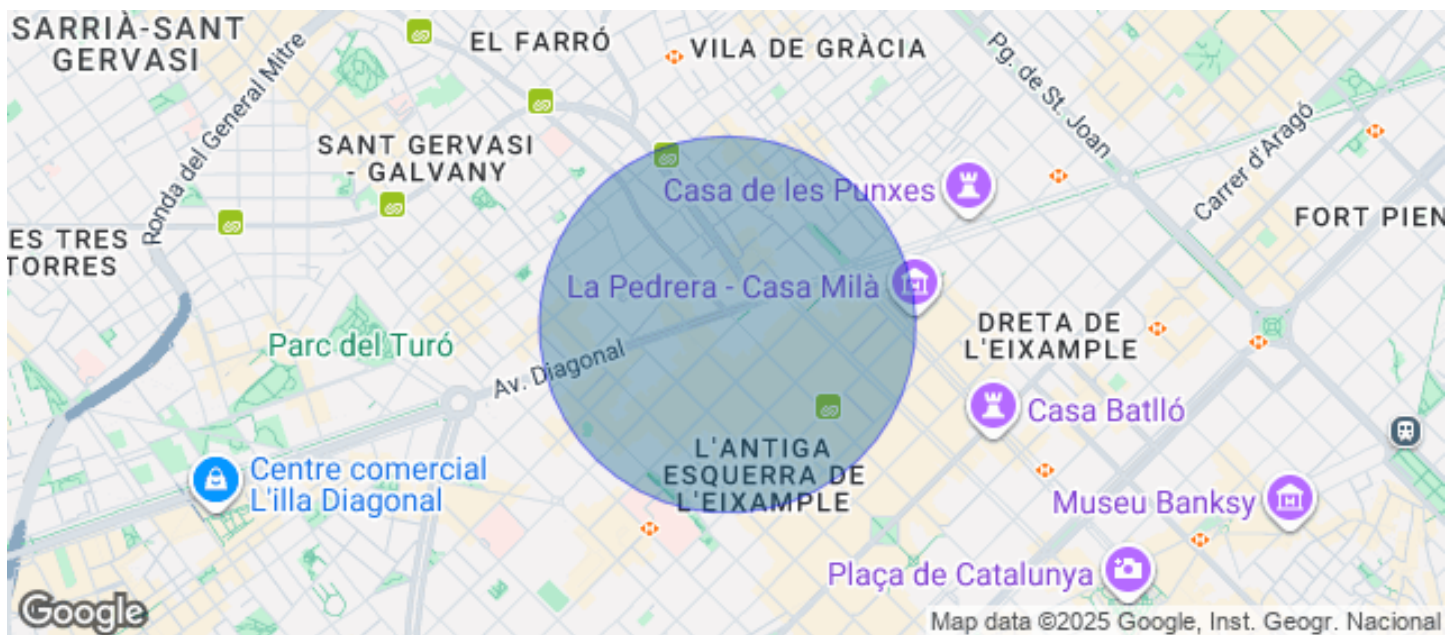 SARRIÀ-SANT
GERVASI
EL FARRÓ
VILA DE GRÀCIA
Pg. de St. Joan
Ronda del General Mitre
SANT GERVASI
- GALVANY
Carrer d'Aragó
Casa de les Punxes
ES TRES
TORRES
FORT PIEN
La Pedrera - Casa Milà
DRETA DE
L'EIXAMPLE
Parc del Turó
Av. Diagonal
Casa Batlló
L'ANTIGA
ESQUERRA DE
L'EIXAMPLE
Centre comercial
L'illa Diagonal
Museu Banksy
Plaça de Catalunya
Google
Map data ©2025 Google, Inst. Geogr. Nacional